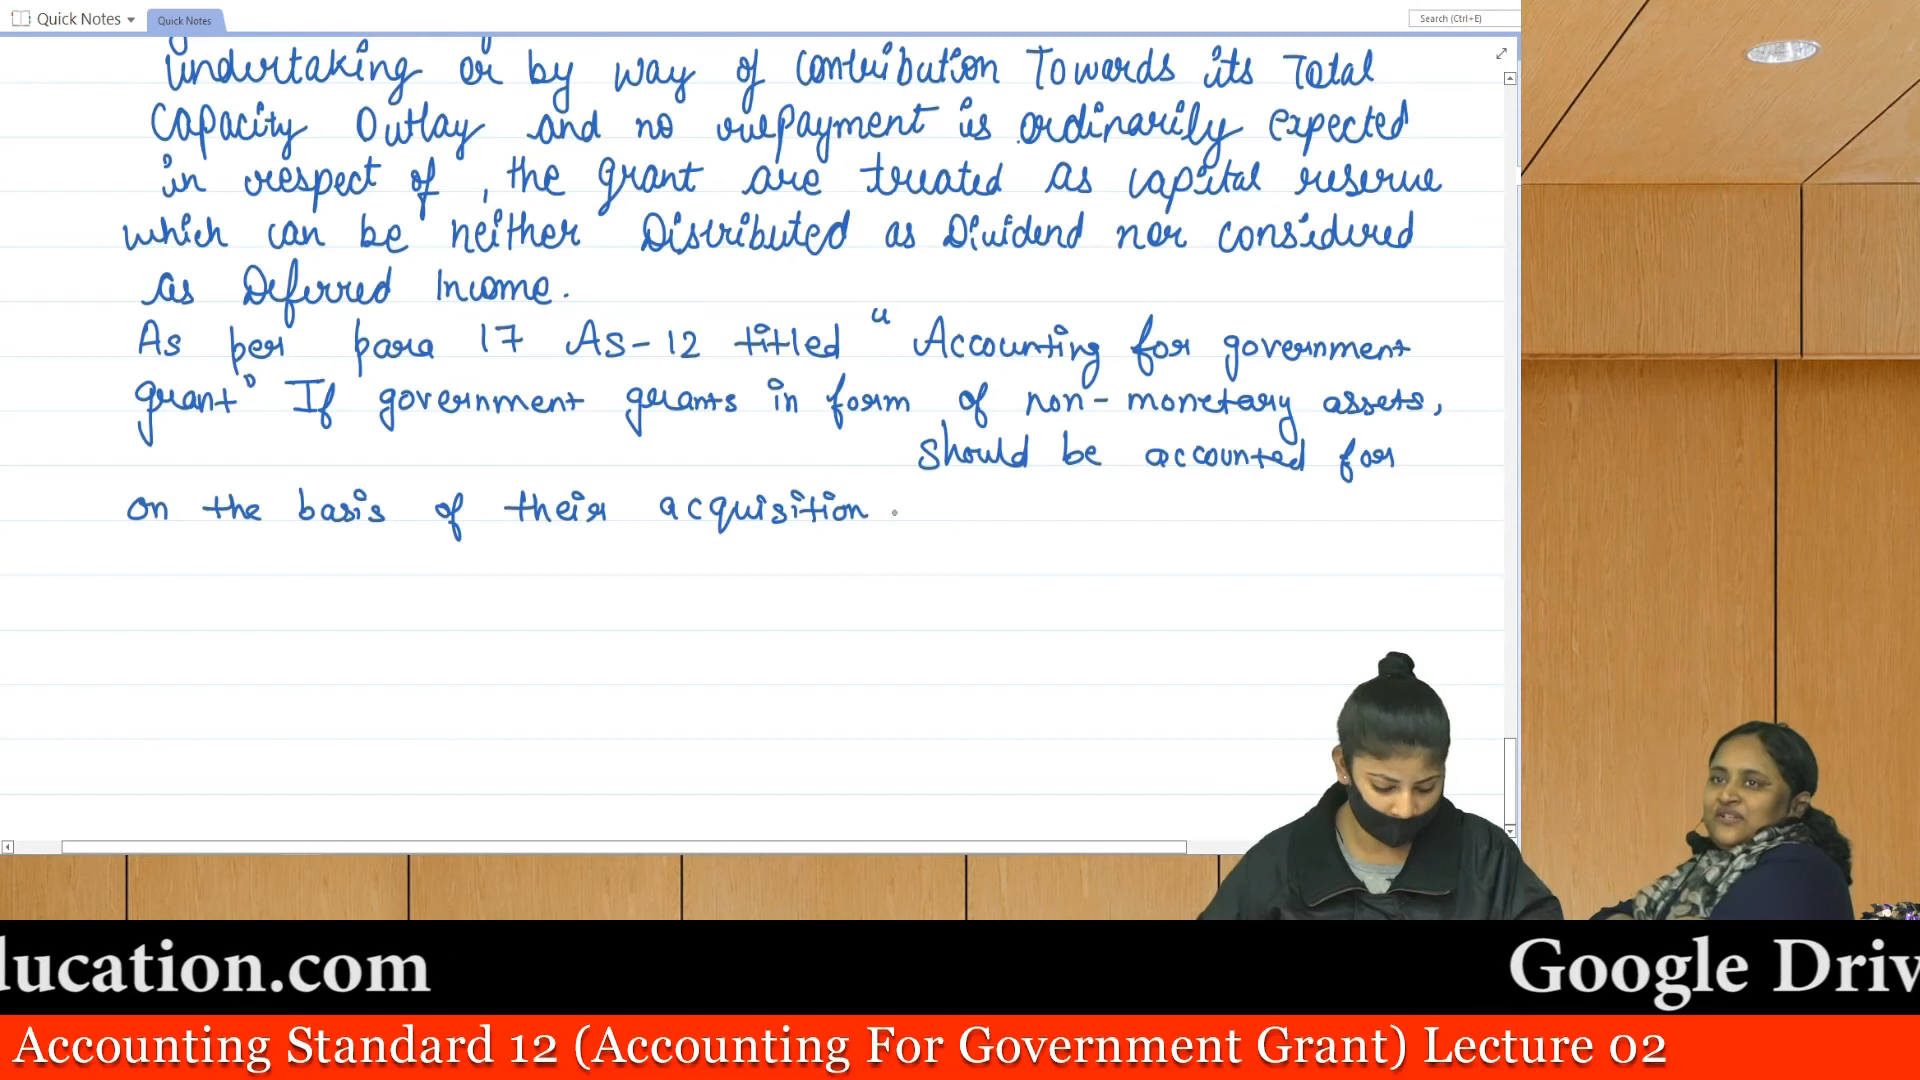 Quick Notes
Quick Notes
Search (Ctrl+E)
undertaking or by way of contribution Towards its Total
Capacity Outlay and no repayment is ordinarily expected
in respect of, the grant are treated as capital reserve
which can be neither Distributed as Dividend nor considered
as Deferred Income.
As per para 17 AS-12 titled "Accounting for government
grant" If government grants in form of non-monetary assets,
should be accounted for
on the basis of their acquisition
ducation.com
Google Driv
Accounting Standard 12 (Accounting For Government Grant) Lecture 02